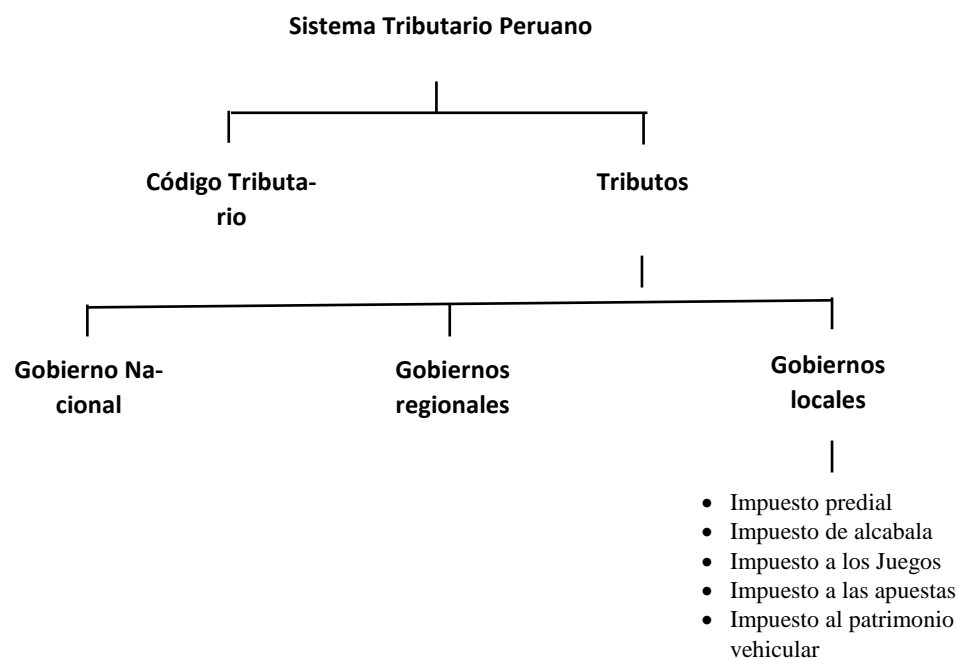 Sistema Tributario Peruano
Código Tributa-
rio
Tributos
Gobierno Na-
cional
Gobiernos
regionales
Gobiernos
locales
• Impuesto predial
• Impuesto de alcabala
• Impuesto a los Juegos
• Impuesto a las apuestas
• Impuesto al patrimonio
vehicular